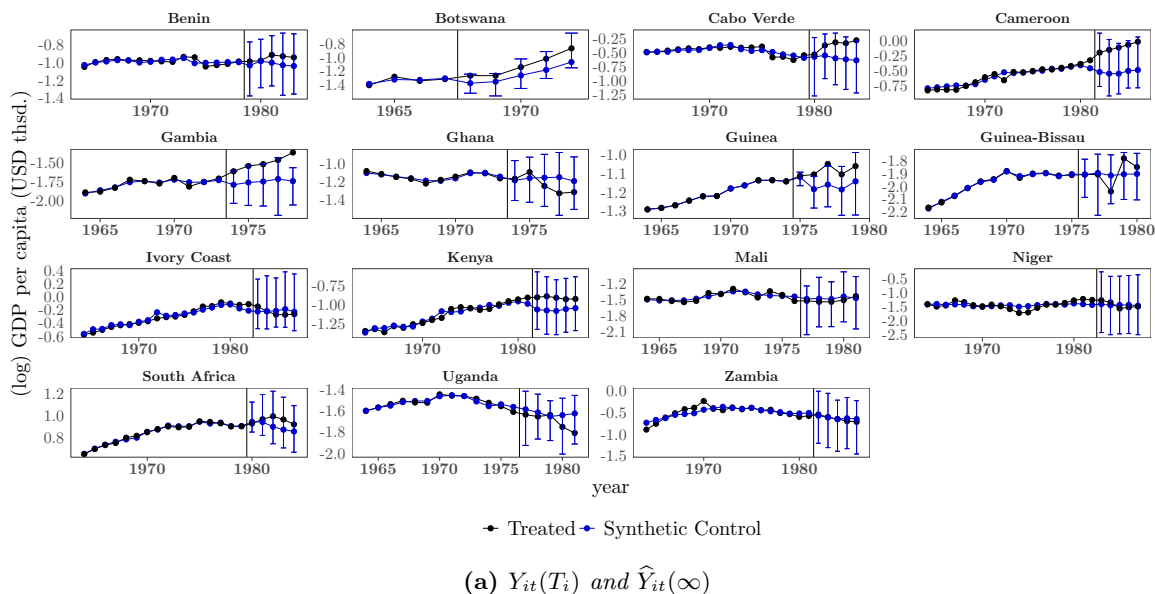 Benin Botswana Cabo Verde Cameroon
-0.8 -1.0 -1.2 -1.4
-0.8 -1.0 -1.2 -1.4
-0.25 -0.50 -0.75 -1.00 -1.25
0.00 -0.25 -0.50 -0.75
1970 1980 1965 1970 1970 1980 1970 1980
Gambia Ghana Guinea Guinea-Bissau
-1.50 -1.75 -2.00
-1.0 -1.2 -1.4
-1.0 -1.1 -1.2 -1.3
-1.8 -1.9 -2.0 -2.1 -2.2
1965 1970 1975 1965 1970 1975 1965 1970 1975 1980 1965 1970 1975 1980
Ivory Coast Kenya Mali Niger
0.4 0.2 0.0 -0.2 -0.4 -0.6
-0.75 -1.00 -1.25
-1.2 -1.5 -1.8 -2.1
-0.5 -1.0 -1.5 -2.0 -2.5
1970 1980 1970 1980 1965 1970 1975 1980 1970 1980
South Africa Uganda Zambia
1.2 1.0 0.8
-1.4 -1.6 -1.8 -2.0
0.0 -0.5 -1.0 -1.5
1970 1980 1965 1970 1975 1980 1970 1980
(log) GDP per capita (USD thsd.)
year
Treated Synthetic Control
(a) Y_{it}(T_i) and Ŷ_{it}(∞)